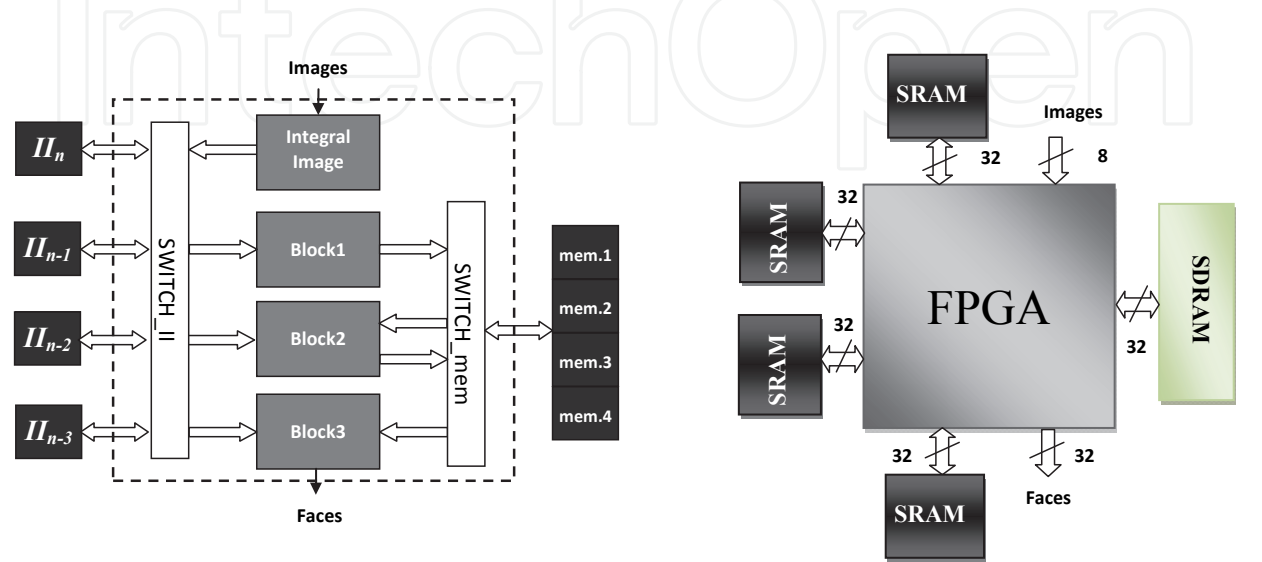 IntechOpen
Images
II_n
Integral
Image
II_n-1
SWITCH_II
Block1
SWITCH_mem
mem.1
mem.2
II_n-2
Block2
mem.3
mem.4
II_n-3
Block3
Faces
SRAM
Images
32
8
32
SRAM
FPGA
SDRAM
32
SRAM
32
32
32
Faces
SRAM